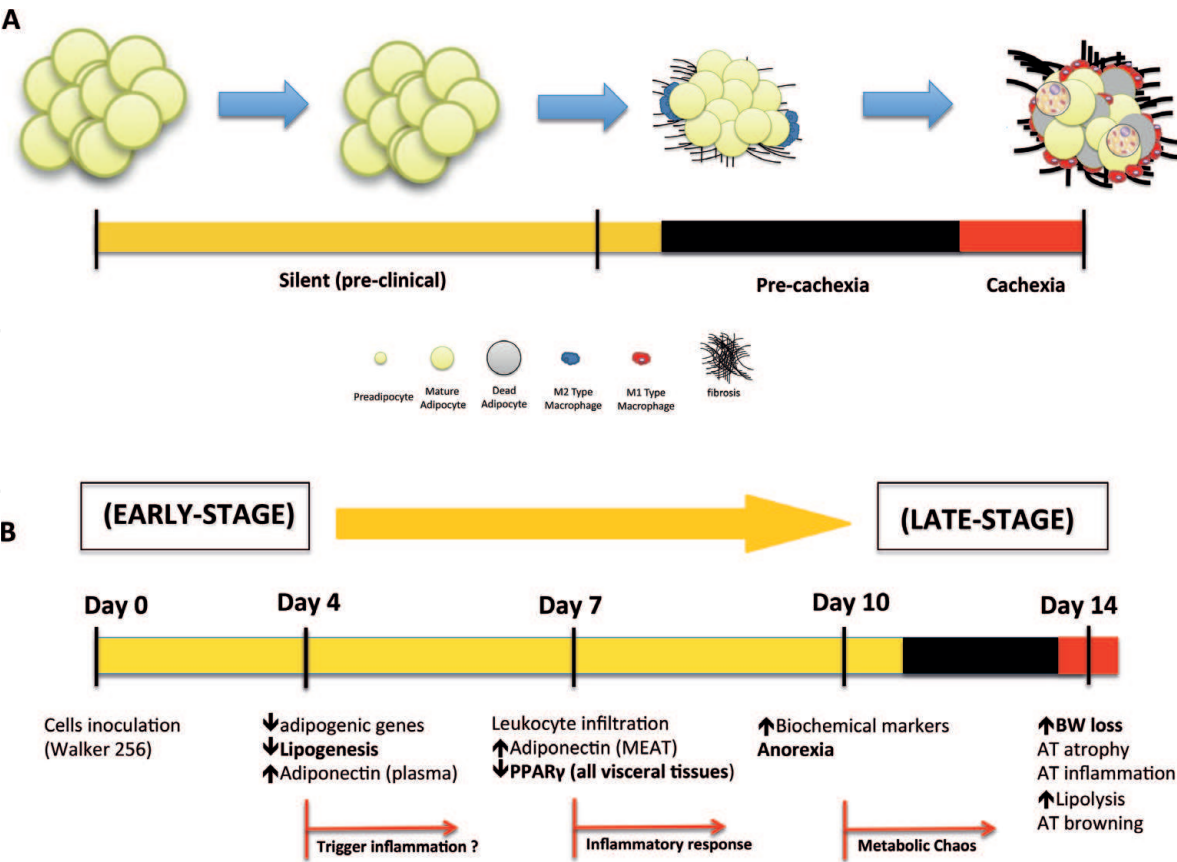 A
Silent (pre-clinical)
Pre-cachexia
Cachexia
Preadipocyte
Mature
Adipocyte
Dead
Adipocyte
M2 Type
Macrophage
M1 Type
Macrophage
fibrosis
B
(EARLY-STAGE)
(LATE-STAGE)
Day 0
Day 4
Day 7
Day 10
Day 14
Cells inoculation
(Walker 256)
↓adipogenic genes
↓Lipogenesis
↑Adiponectin (plasma)
Leukocyte infiltration
↑Adiponectin (MEAT)
↓PPARγ (all visceral tissues)
↑Biochemical markers
Anorexia
↑BW loss
AT atrophy
AT inflammation
↑Lipolysis
AT browning
Trigger inflammation ?
Inflammatory response
Metabolic Chaos